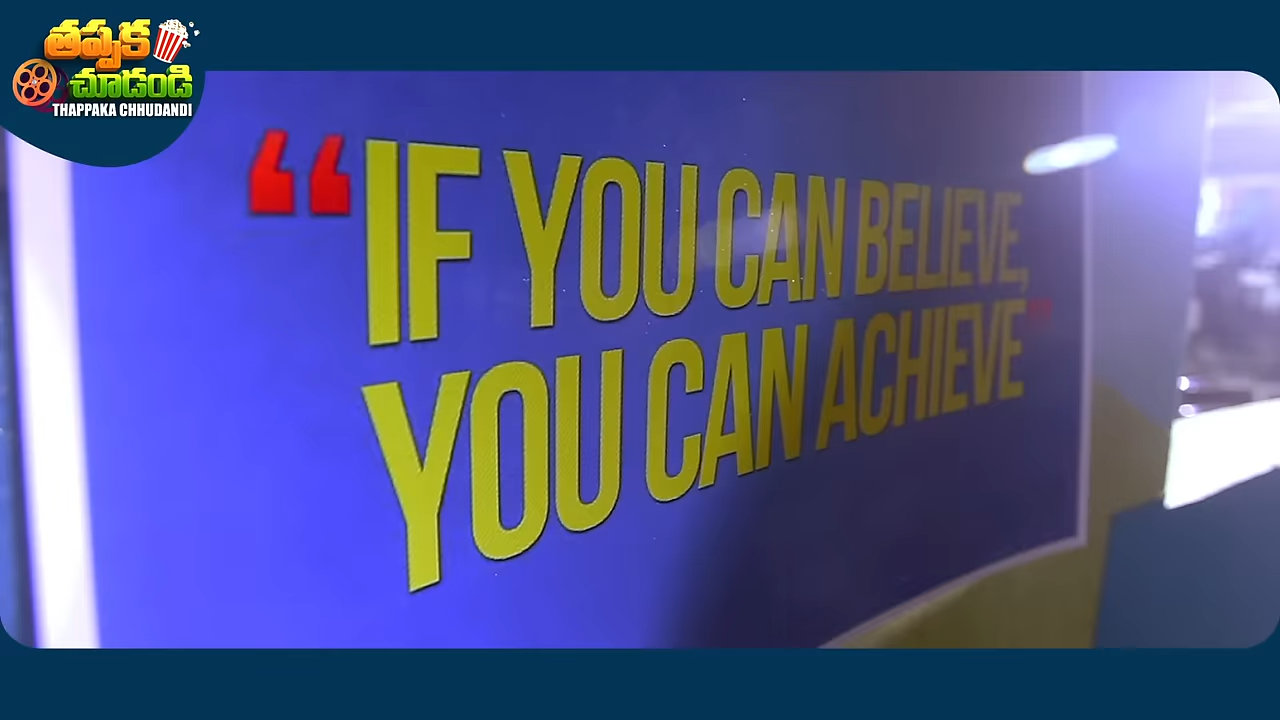 తప్పక
చూడండి
THAPPAKA CHHUDANDI
“IF YOU CAN BELIEVE,
YOU CAN ACHIEVE”